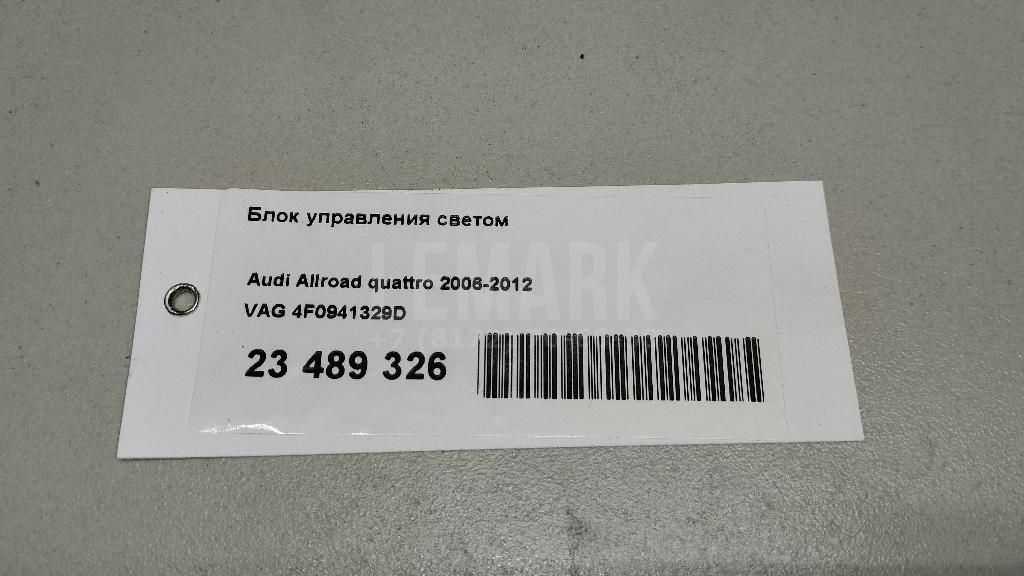 Блок управления светом
LEMARK
Audi Allroad quattro 2006-2012
VAG 4F0941329D
23 489 326